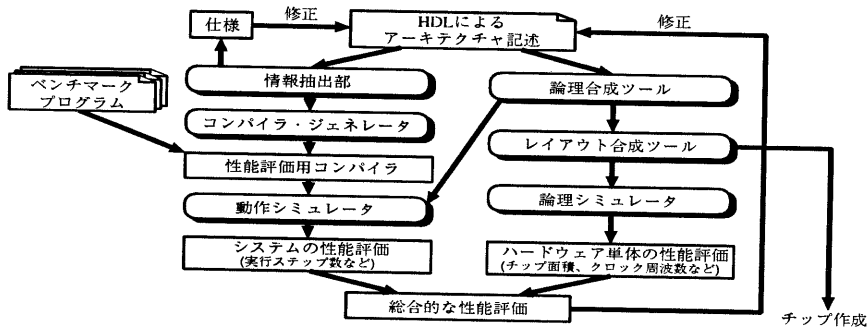 仕様
修正
HDLによる
アーキテクチャ記述
修正
ベンチマーク
プログラム
情報抽出部
論理合成ツール
コンパイラ・ジェネレータ
レイアウト合成ツール
性能評価用コンパイラ
動作シミュレータ
論理シミュレータ
システムの性能評価
(実行ステップ数など)
ハードウェア単体の性能評価
(チップ面積、クロック周波数など)
総合的な性能評価
チップ作成